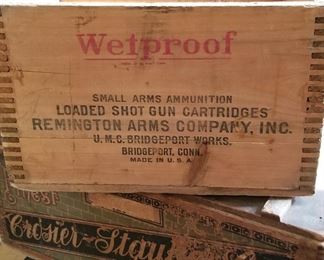 Wetproof
SMALL ARMS AMMUNITION
LOADED SHOT GUN CARTRIDGES
REMINGTON ARMS COMPANY, INC.
U.M.C. BRIDGEPORT WORKS.
BRIDGEPORT, CONN.
MADE IN U.S.A.
Crosier-Stay